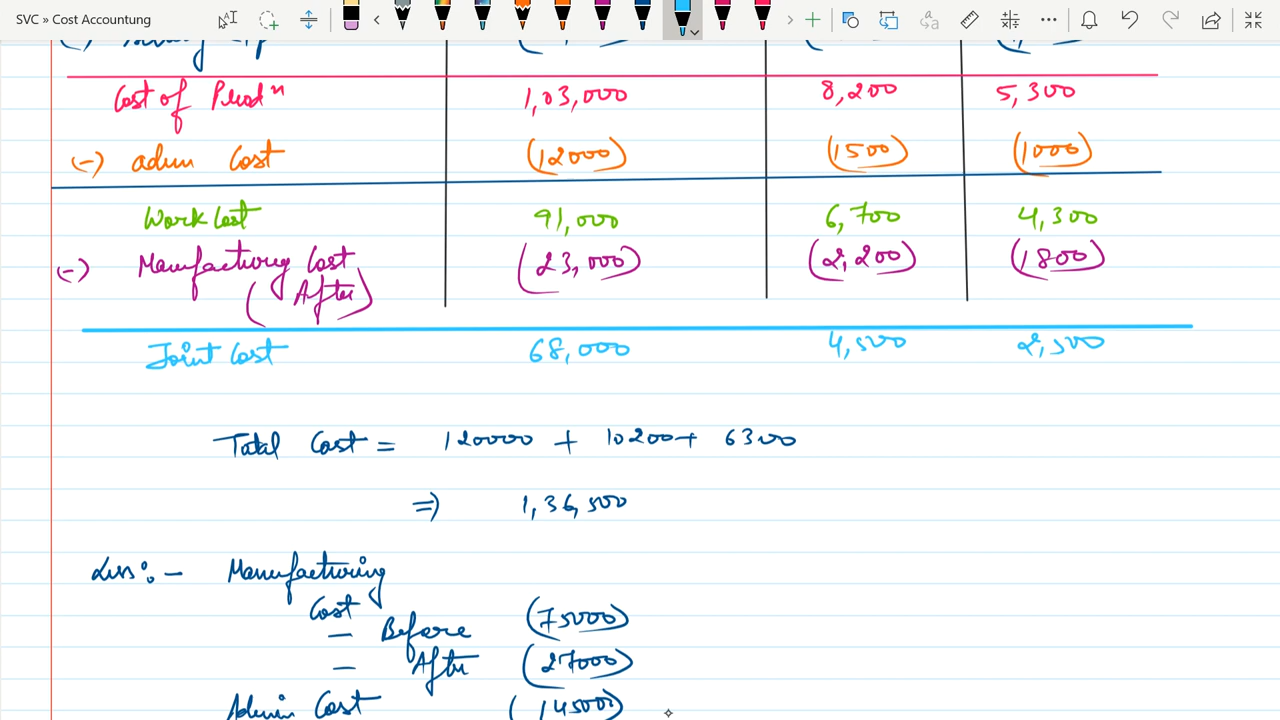 SVC » Cost Accountung
Cost of Prodⁿ 1,03,000 8,200 5,300
(-) admn Cost (12000) (1500) (1000)
Work Cost 91,000 6,700 4,300
(-) Manufacturing Cost (23,000) (2,200) (1800)
(After)
Joint Cost 68,000 4,500 2,500
Total Cost = 120000 + 10200 + 6300
⇒ 1,36,500
Less:- Manufacturing
Cost
- Before (75000)
- After (27000)
Admin Cost